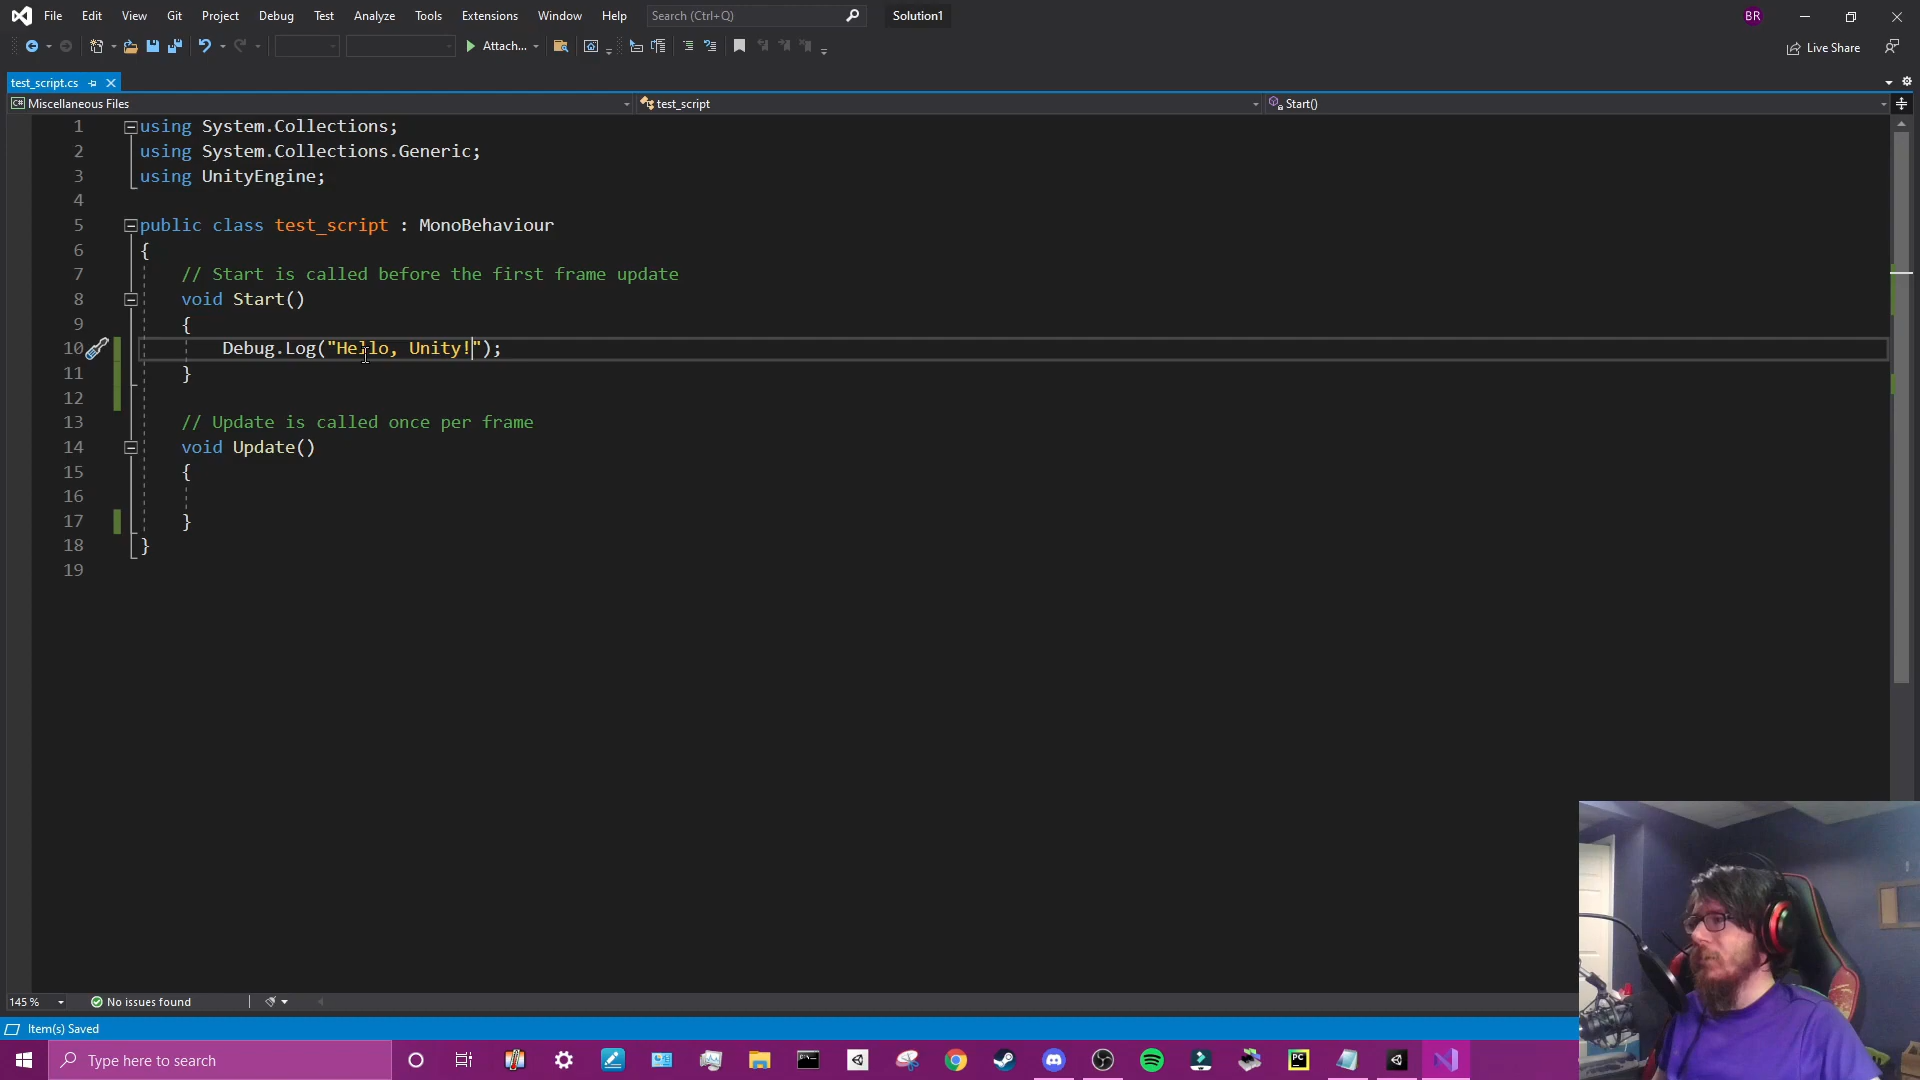 File Edit View Git Project Debug Test Analyze Tools Extensions Window Help Search (Ctrl+Q) Solution1 BR
Attach... Live Share
test_script.cs
C# Miscellaneous Files test_script Start()
1 using System.Collections;
2 using System.Collections.Generic;
3 using UnityEngine;
4
5 public class test_script : MonoBehaviour
6 {
7 // Start is called before the first frame update
8 void Start()
9 {
10 Debug.Log("Hello, Unity!");
11 }
12
13 // Update is called once per frame
14 void Update()
15 {
16
17 }
18 }
19
145 % No issues found
Item(s) Saved
Type here to search PC